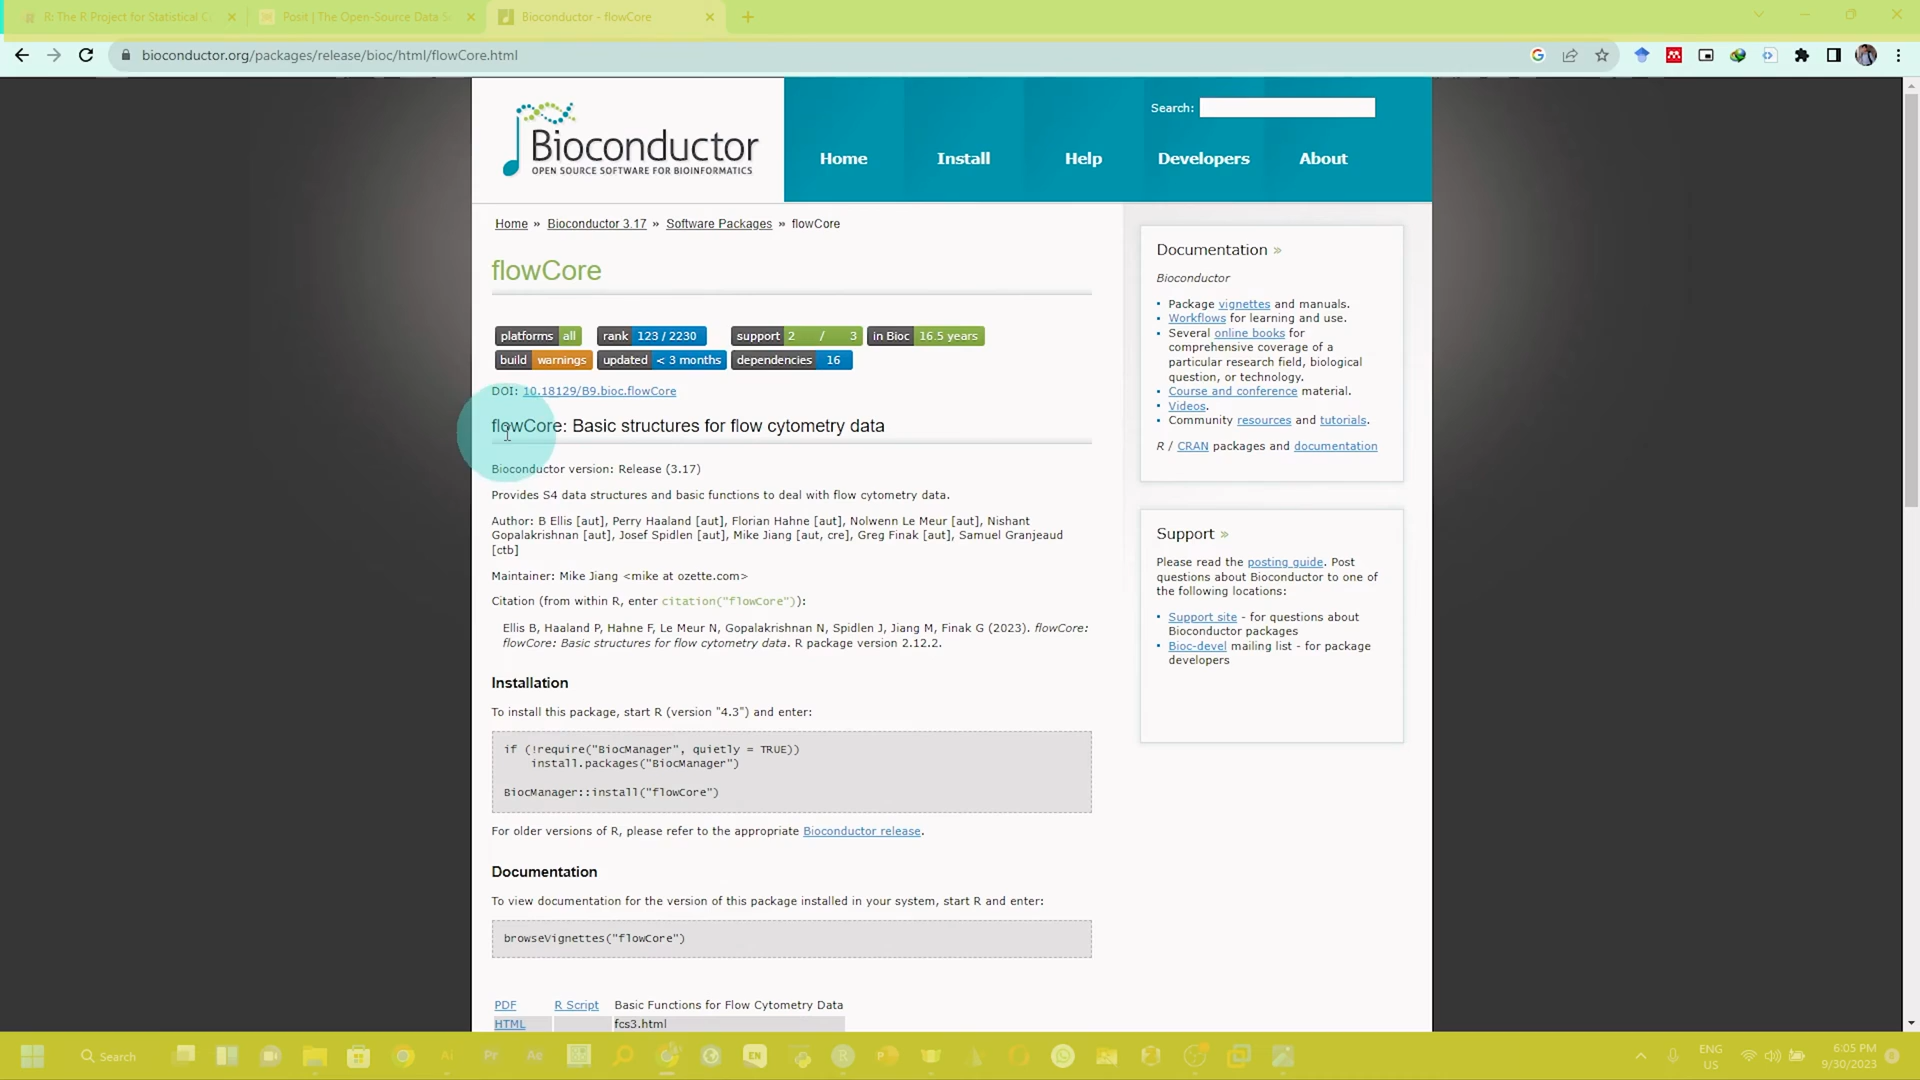 R: The R Project for Statistical C
Posit | The Open-Source Data S
Bioconductor - flowCore
bioconductor.org/packages/release/bioc/html/flowCore.html
Bioconductor
OPEN SOURCE SOFTWARE FOR BIOINFORMATICS
Search:
Home Install Help Developers About
Home » Bioconductor 3.17 » Software Packages » flowCore
flowCore
platforms all rank 123 / 2230 support 2 / 3 in Bioc 16.5 years
build warnings updated < 3 months dependencies 16
DOI: 10.18129/B9.bioc.flowCore
flowCore: Basic structures for flow cytometry data
Bioconductor version: Release (3.17)
Provides S4 data structures and basic functions to deal with flow cytometry data.
Author: B Ellis [aut], Perry Haaland [aut], Florian Hahne [aut], Nolwenn Le Meur [aut], Nishant
Gopalakrishnan [aut], Josef Spidlen [aut], Mike Jiang [aut, cre], Greg Finak [aut], Samuel Granjeaud
[ctb]
Maintainer: Mike Jiang <mike at ozette.com>
Citation (from within R, enter citation("flowCore")):
Ellis B, Haaland P, Hahne F, Le Meur N, Gopalakrishnan N, Spidlen J, Jiang M, Finak G (2023). flowCore:
flowCore: Basic structures for flow cytometry data. R package version 2.12.2.
Installation
To install this package, start R (version "4.3") and enter:
if (!require("BiocManager", quietly = TRUE))
install.packages("BiocManager")
BiocManager::install("flowCore")
For older versions of R, please refer to the appropriate Bioconductor release.
Documentation
To view documentation for the version of this package installed in your system, start R and enter:
browseVignettes("flowCore")
PDF R Script Basic Functions for Flow Cytometry Data
HTML fcs3.html
Documentation »
Bioconductor
• Package vignettes and manuals.
• Workflows for learning and use.
• Several online books for
comprehensive coverage of a
particular research field, biological
question, or technology.
• Course and conference material.
• Videos.
• Community resources and tutorials.
R / CRAN packages and documentation
Support »
Please read the posting guide. Post
questions about Bioconductor to one of
the following locations:
• Support site - for questions about
Bioconductor packages
• Bioc-devel mailing list - for package
developers
Search
Ai Pr Ae EN
ENG
US
6:05 PM
9/30/2023